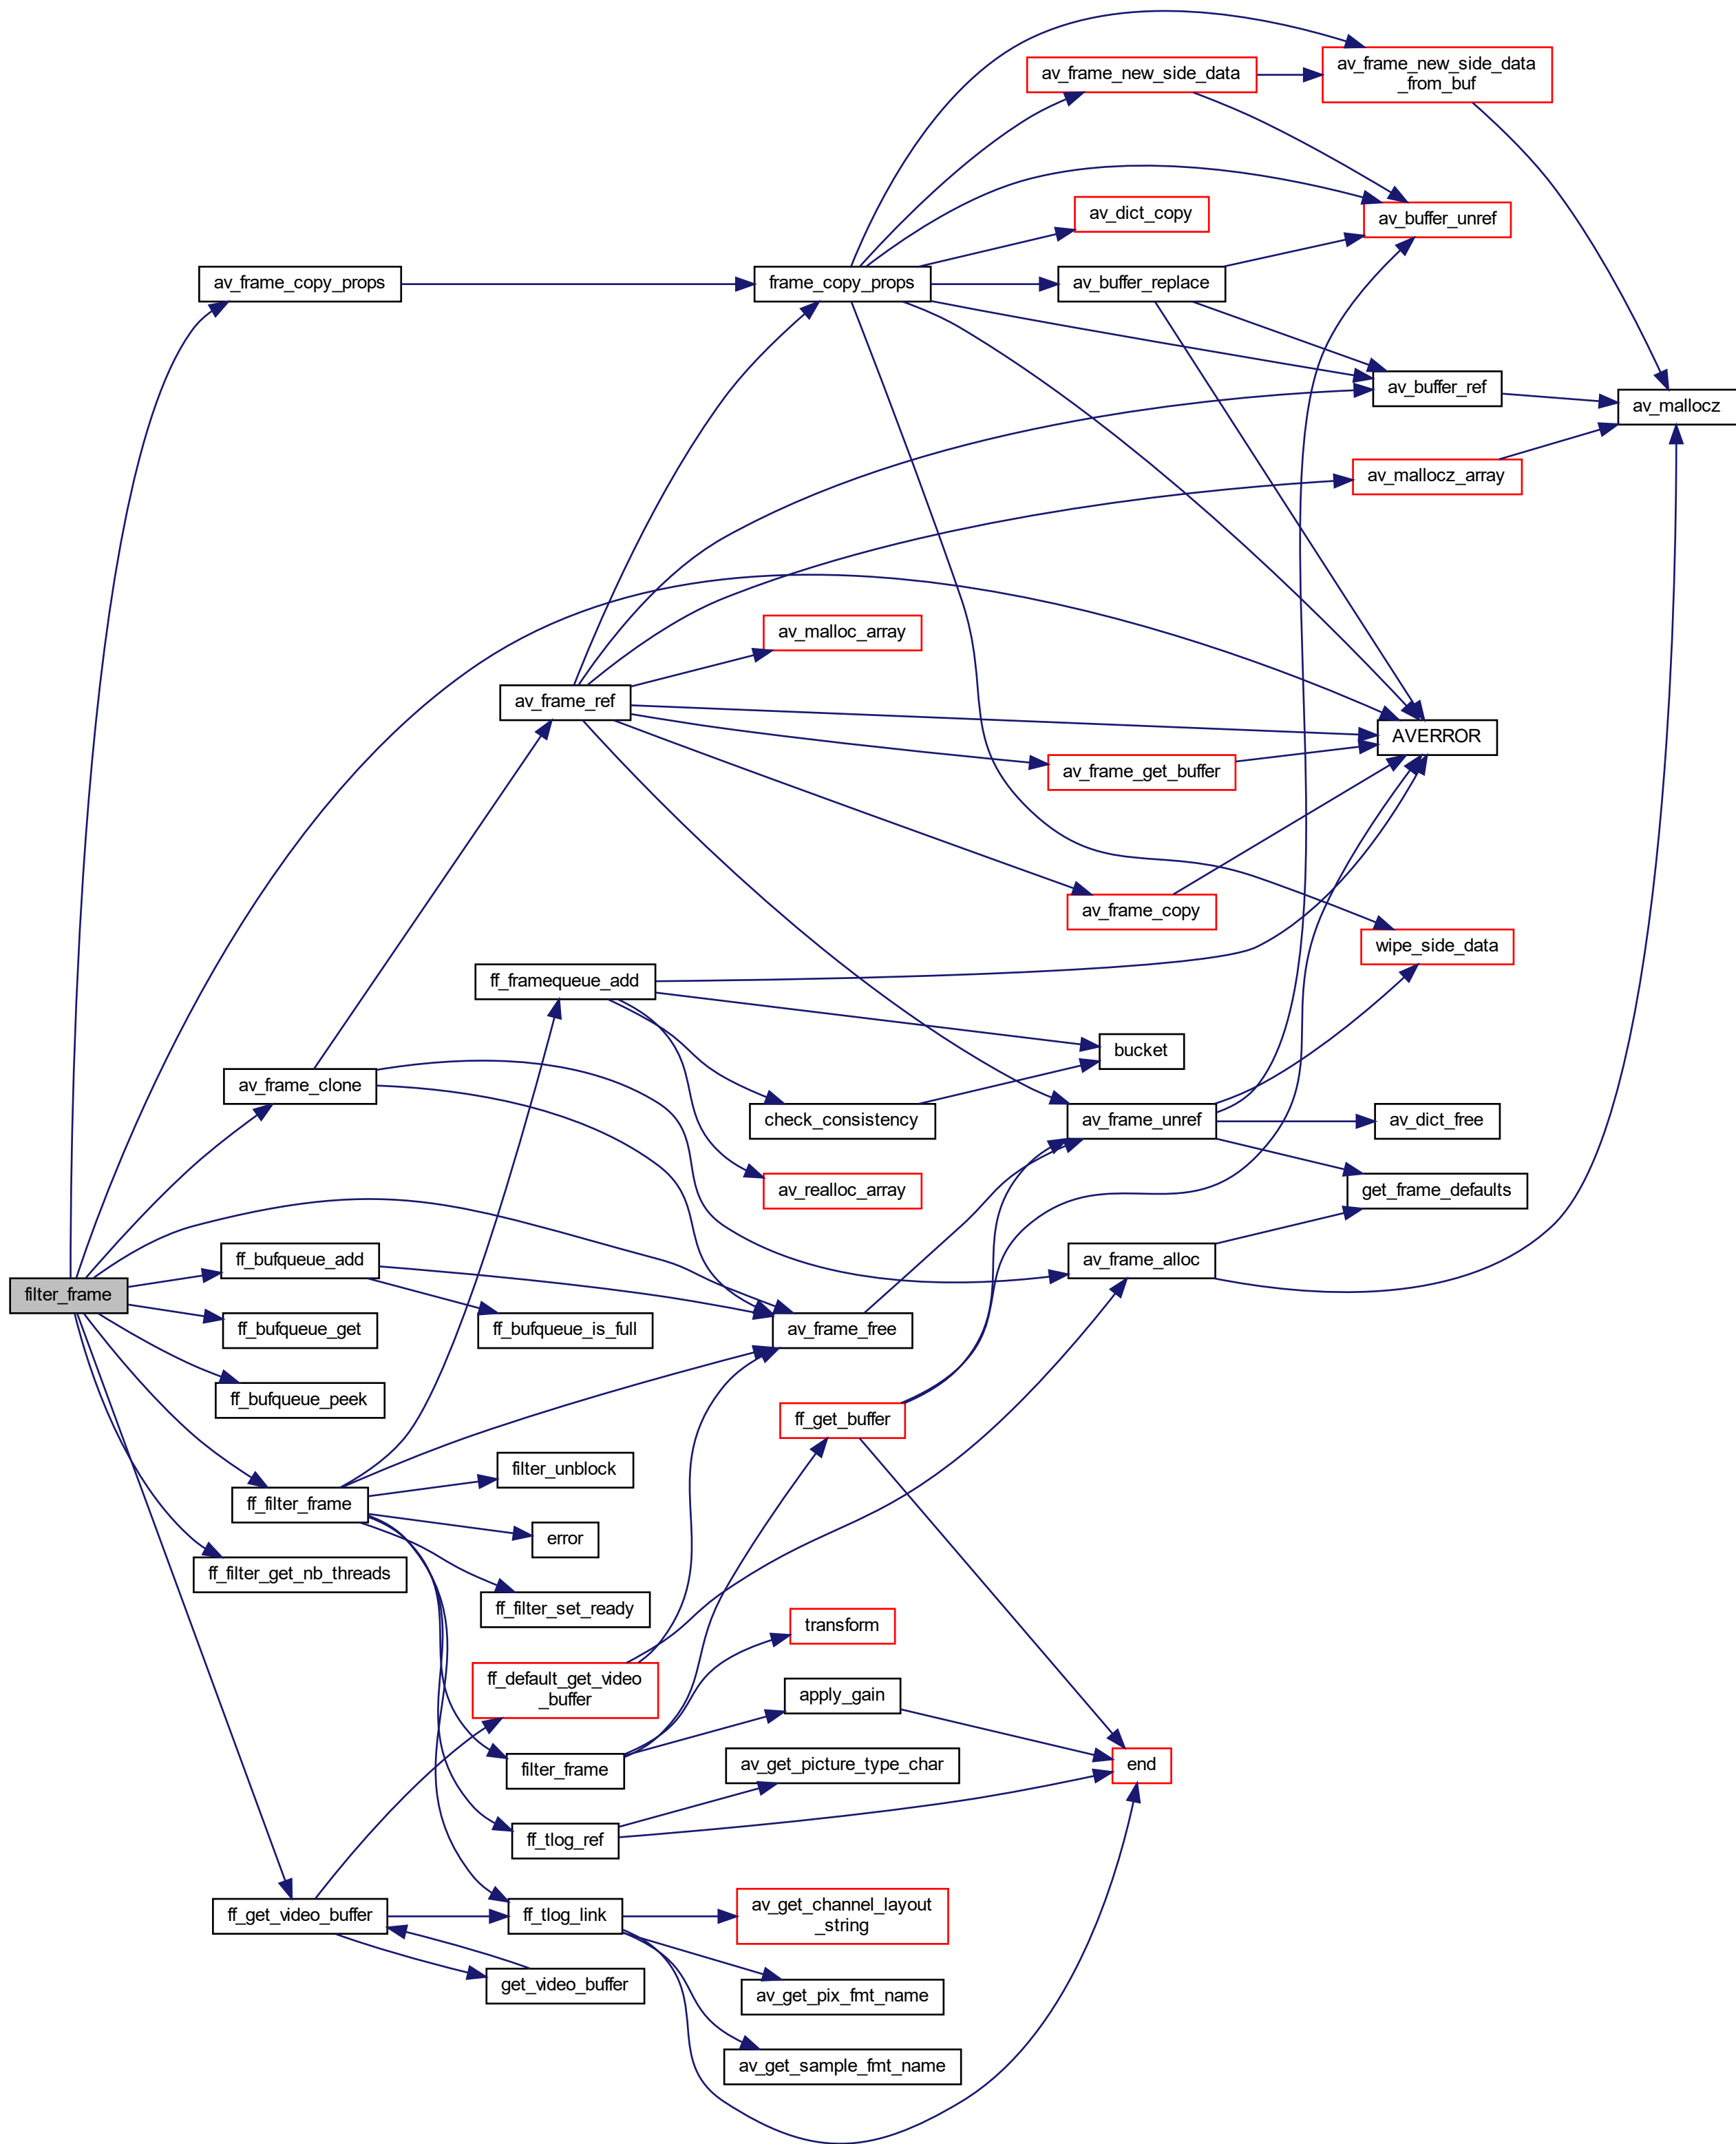 av_frame_new_side_data
av_frame_new_side_data
_from_buf
av_dict_copy
av_buffer_unref
av_frame_copy_props
frame_copy_props
av_buffer_replace
av_buffer_ref
av_mallocz
av_mallocz_array
av_malloc_array
av_frame_ref
AVERROR
av_frame_get_buffer
av_frame_copy
wipe_side_data
ff_framequeue_add
bucket
av_frame_clone
check_consistency
av_frame_unref
av_dict_free
av_realloc_array
get_frame_defaults
ff_bufqueue_add
av_frame_alloc
filter_frame
ff_bufqueue_get
ff_bufqueue_is_full
av_frame_free
ff_bufqueue_peek
ff_get_buffer
filter_unblock
ff_filter_frame
error
ff_filter_get_nb_threads
ff_filter_set_ready
transform
ff_default_get_video
_buffer
apply_gain
filter_frame
av_get_picture_type_char
end
ff_tlog_ref
ff_get_video_buffer
ff_tlog_link
av_get_channel_layout
_string
get_video_buffer
av_get_pix_fmt_name
av_get_sample_fmt_name